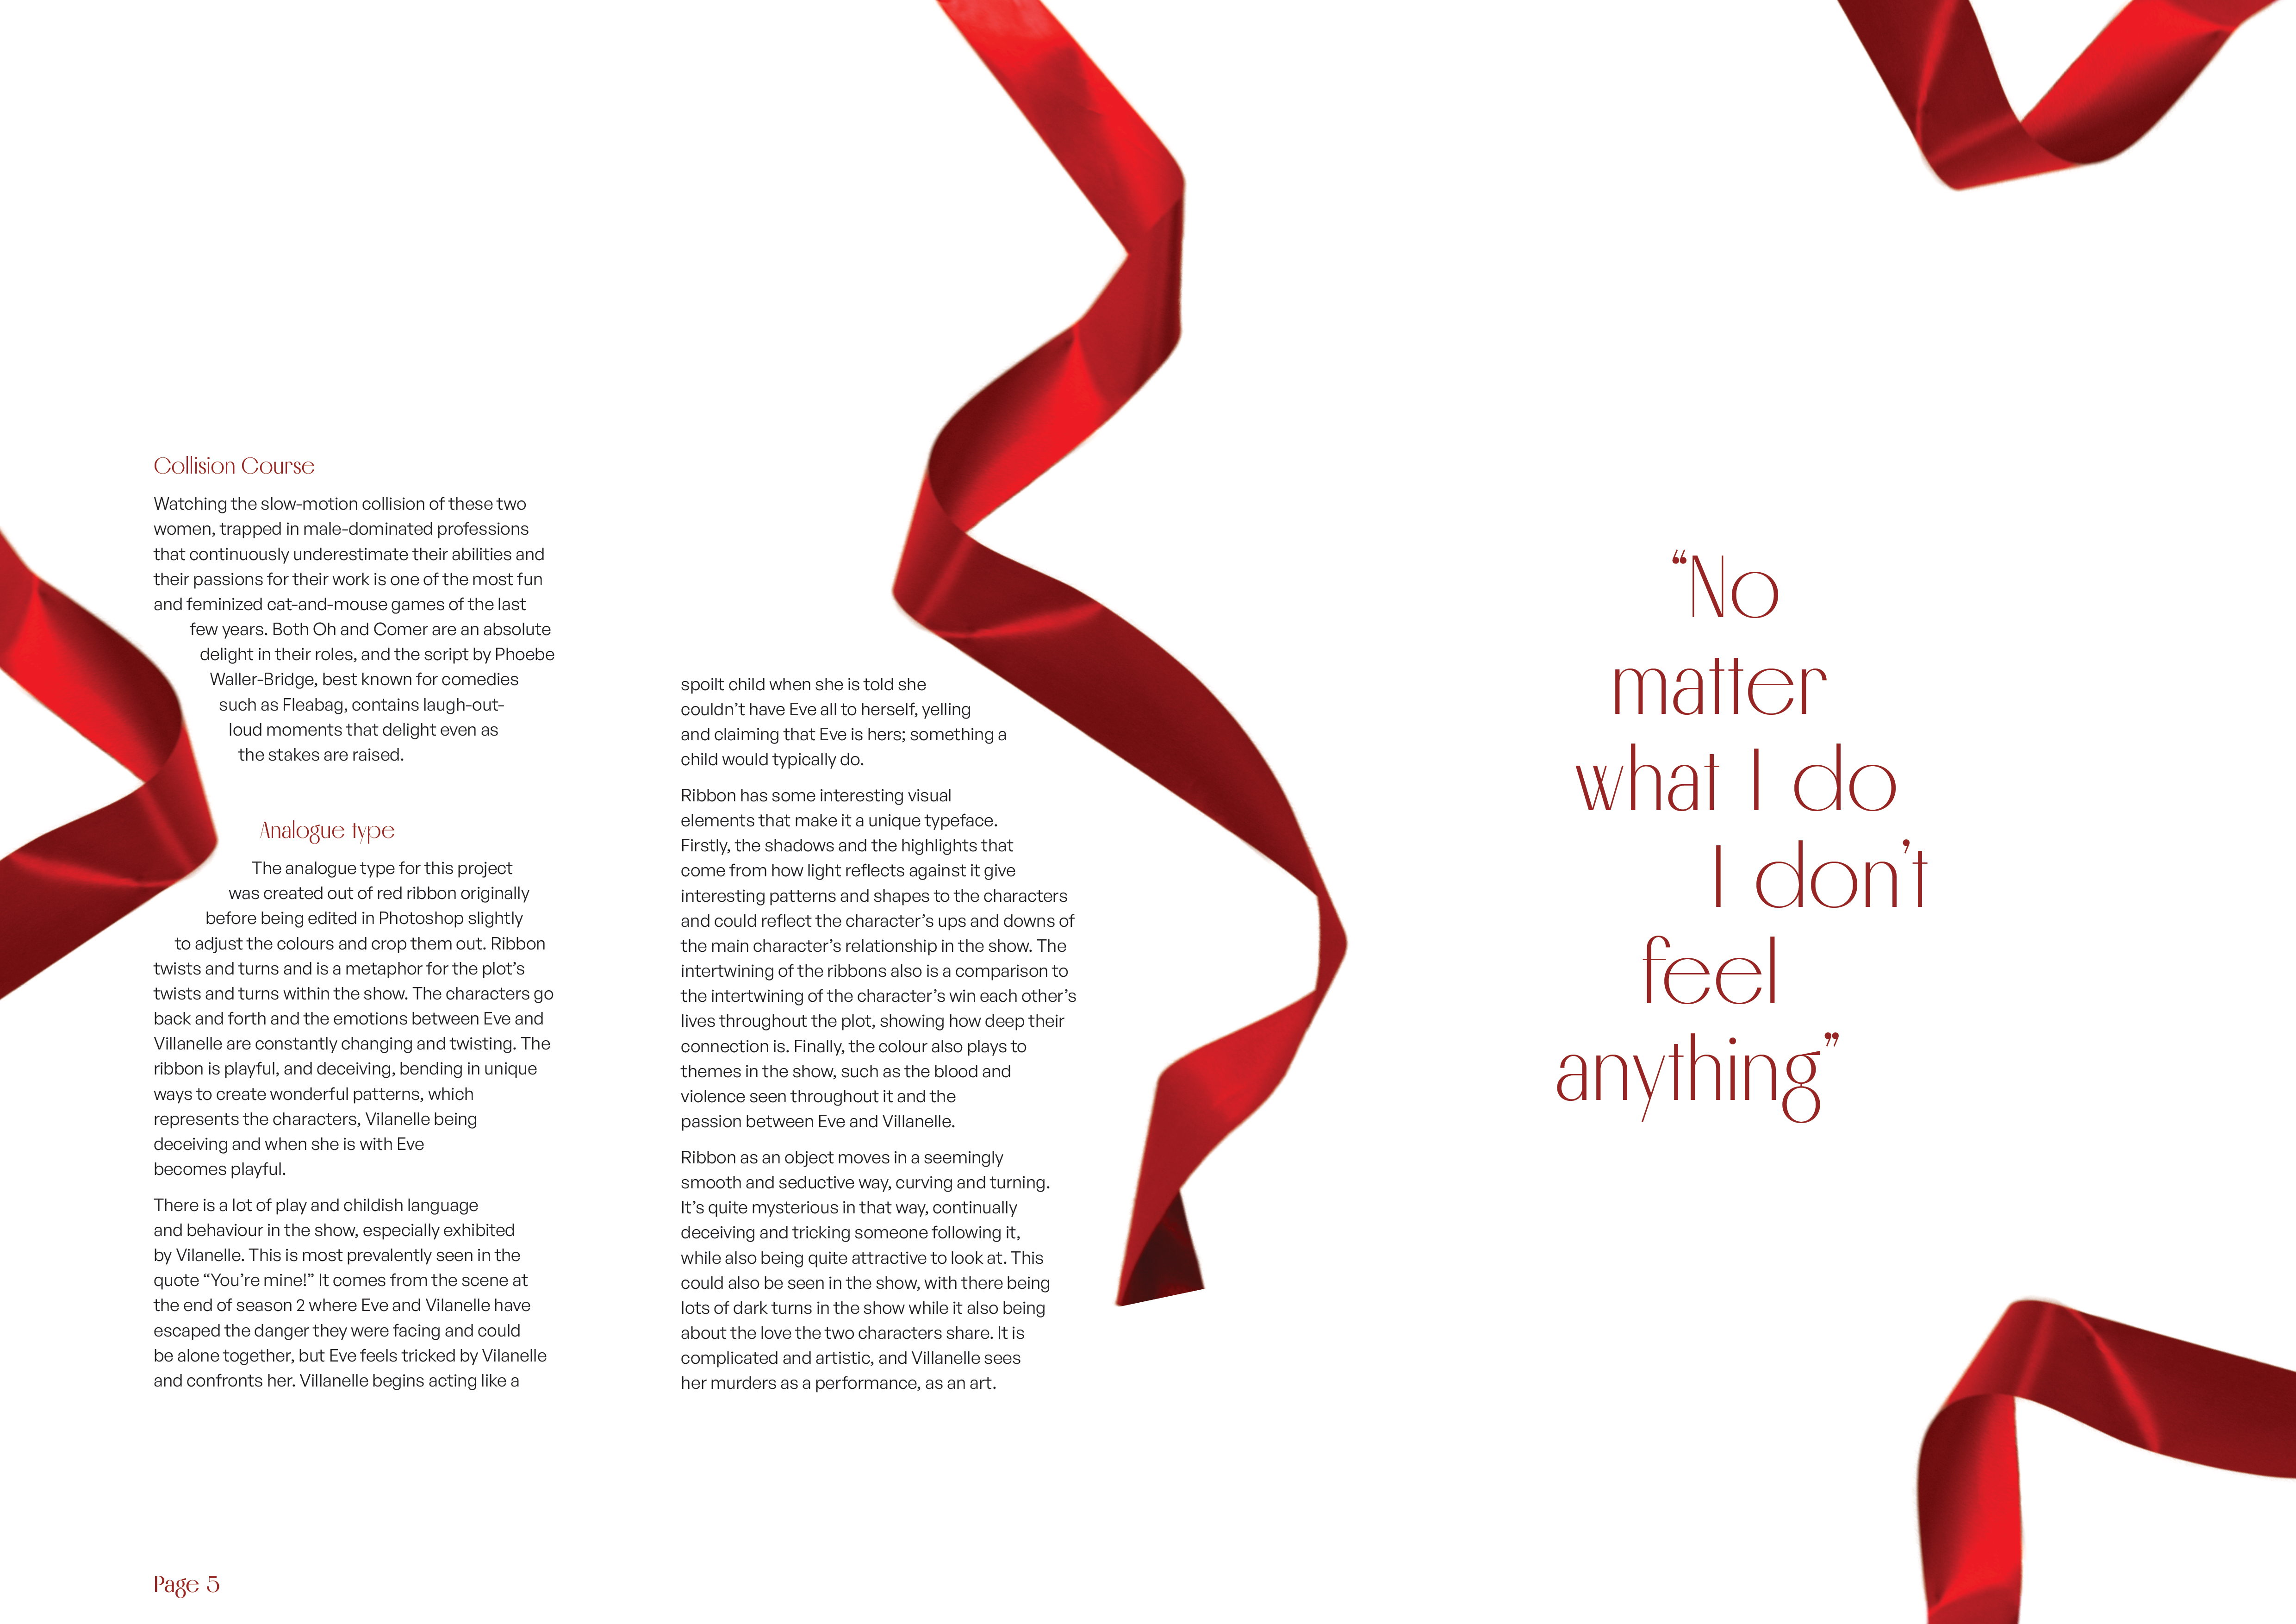 Collision Course
Watching the slow-motion collision of these two
women, trapped in male-dominated professions
that continuously underestimate their abilities and
their passions for their work is one of the most fun
and feminized cat-and-mouse games of the last
few years. Both Oh and Comer are an absolute
delight in their roles, and the script by Phoebe
Waller-Bridge, best known for comedies
such as Fleabag, contains laugh-out-
loud moments that delight even as
the stakes are raised.
Analogue type
The analogue type for this project
was created out of red ribbon originally
before being edited in Photoshop slightly
to adjust the colours and crop them out. Ribbon
twists and turns and is a metaphor for the plot’s
twists and turns within the show. The characters go
back and forth and the emotions between Eve and
Villanelle are constantly changing and twisting. The
ribbon is playful, and deceiving, bending in unique
ways to create wonderful patterns, which
represents the characters, Vilanelle being
deceiving and when she is with Eve
becomes playful.
There is a lot of play and childish language
and behaviour in the show, especially exhibited
by Vilanelle. This is most prevalently seen in the
quote “You’re mine!” It comes from the scene at
the end of season 2 where Eve and Vilanelle have
escaped the danger they were facing and could
be alone together, but Eve feels tricked by Vilanelle
and confronts her. Villanelle begins acting like a
spoilt child when she is told she
couldn’t have Eve all to herself, yelling
and claiming that Eve is hers; something a
child would typically do.
Ribbon has some interesting visual
elements that make it a unique typeface.
Firstly, the shadows and the highlights that
come from how light reflects against it give
interesting patterns and shapes to the characters
and could reflect the character’s ups and downs of
the main character’s relationship in the show. The
intertwining of the ribbons also is a comparison to
the intertwining of the character’s win each other’s
lives throughout the plot, showing how deep their
connection is. Finally, the colour also plays to
themes in the show, such as the blood and
violence seen throughout it and the
passion between Eve and Villanelle.
Ribbon as an object moves in a seemingly
smooth and seductive way, curving and turning.
It’s quite mysterious in that way, continually
deceiving and tricking someone following it,
while also being quite attractive to look at. This
could also be seen in the show, with there being
lots of dark turns in the show while it also being
about the love the two characters share. It is
complicated and artistic, and Villanelle sees
her murders as a performance, as an art.
Page 5
“No
matter
what I do
I don’t
feel
anything”